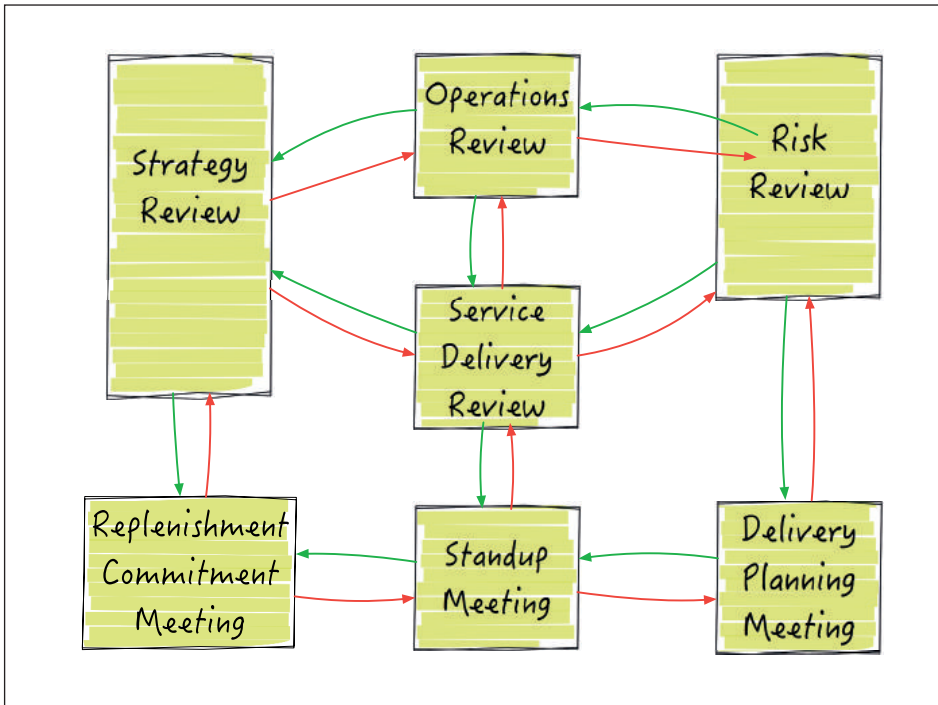 Strategy
Review
Operations
Review
Risk
Review
Service
Delivery
Review
Replenishment
Commitment
Meeting
Standup
Meeting
Delivery
Planning
Meeting